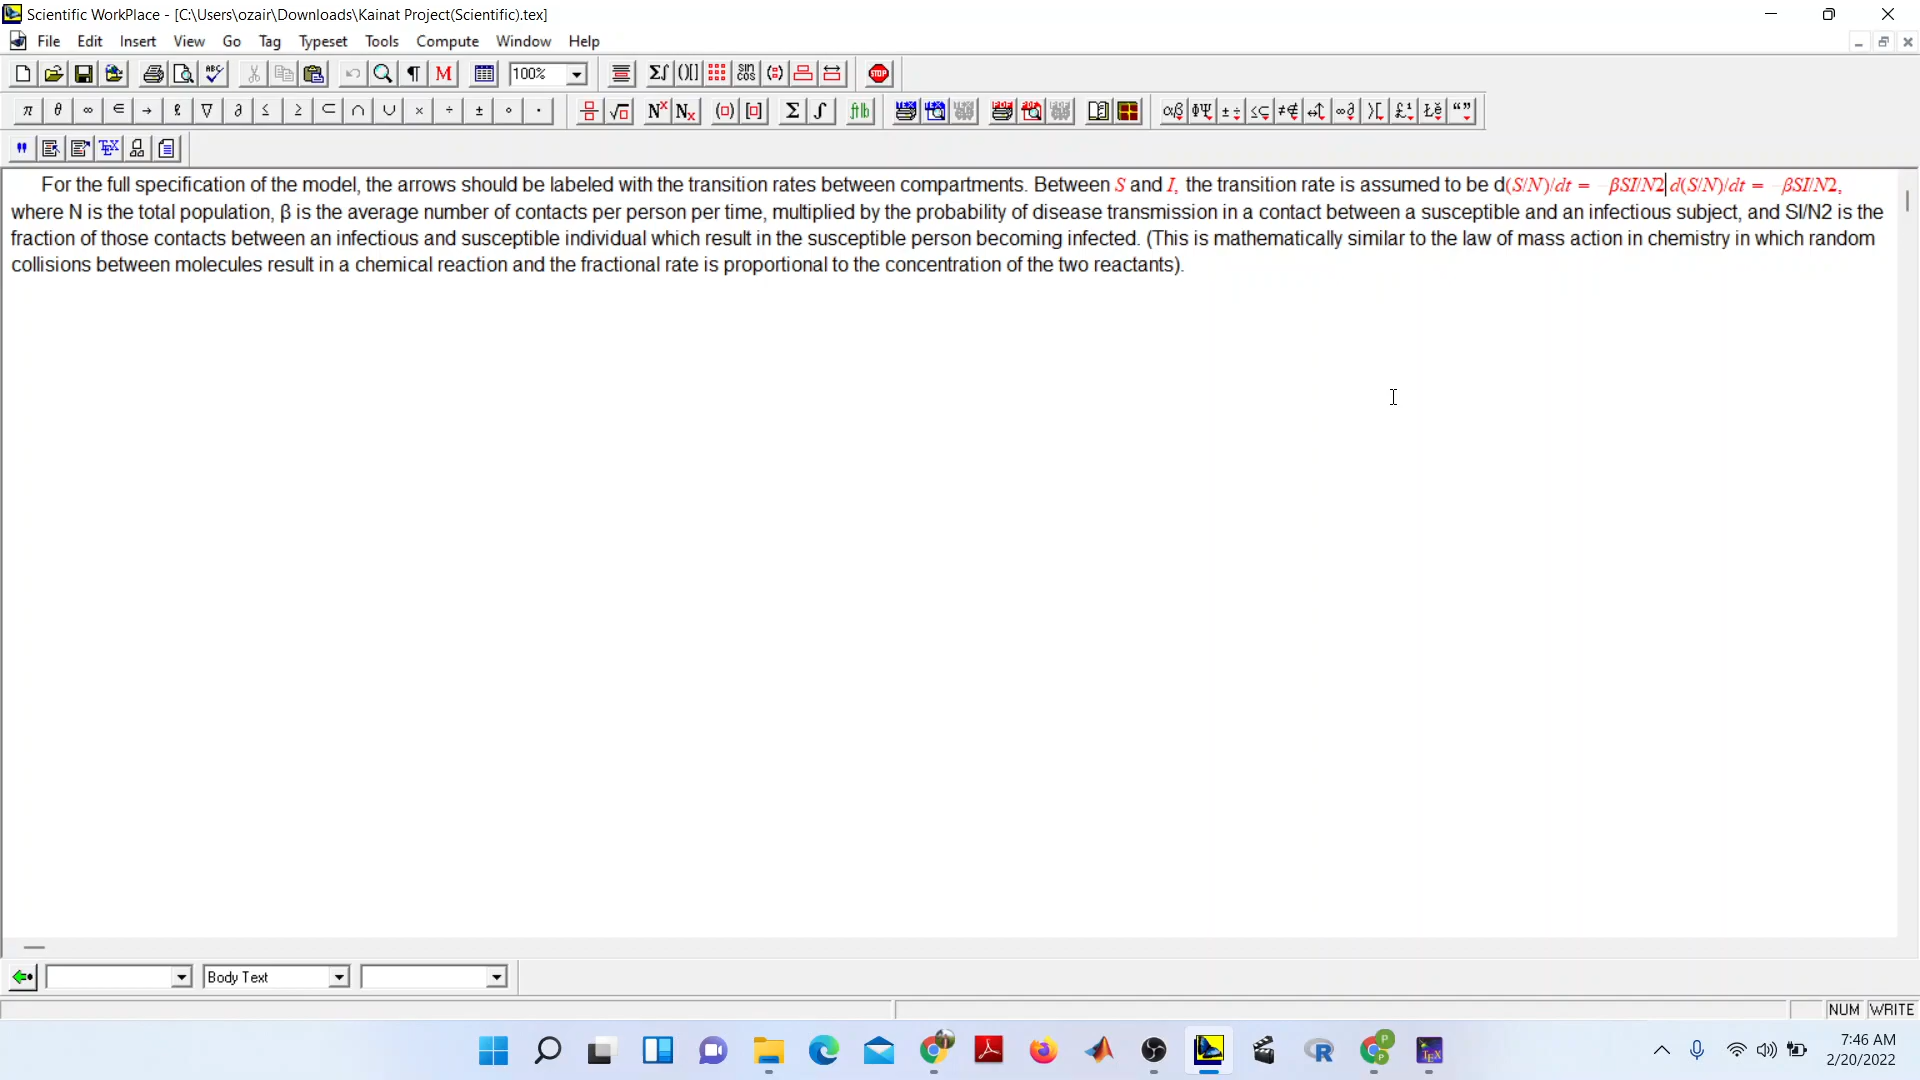 Scientific WorkPlace - [C:\Users\ozair\Downloads\Kainat Project(Scientific).tex]
File Edit Insert View Go Tag Typeset Tools Compute Window Help
100% SIN COS STOP
π θ ∞ ∈ → ℓ ∇ ∂ ≤ ≥ ⊂ ∩ ∪ × ÷ ± ∘ ·
For the full specification of the model, the arrows should be labeled with the transition rates between compartments. Between S and I, the transition rate is assumed to be d(S/N)/dt = -βSI/N2 d(S/N)/dt = -βSI/N2,
where N is the total population, β is the average number of contacts per person per time, multiplied by the probability of disease transmission in a contact between a susceptible and an infectious subject, and SI/N2 is the
fraction of those contacts between an infectious and susceptible individual which result in the susceptible person becoming infected. (This is mathematically similar to the law of mass action in chemistry in which random
collisions between molecules result in a chemical reaction and the fractional rate is proportional to the concentration of the two reactants).
Body Text
NUM WRITE
7:46 AM
2/20/2022